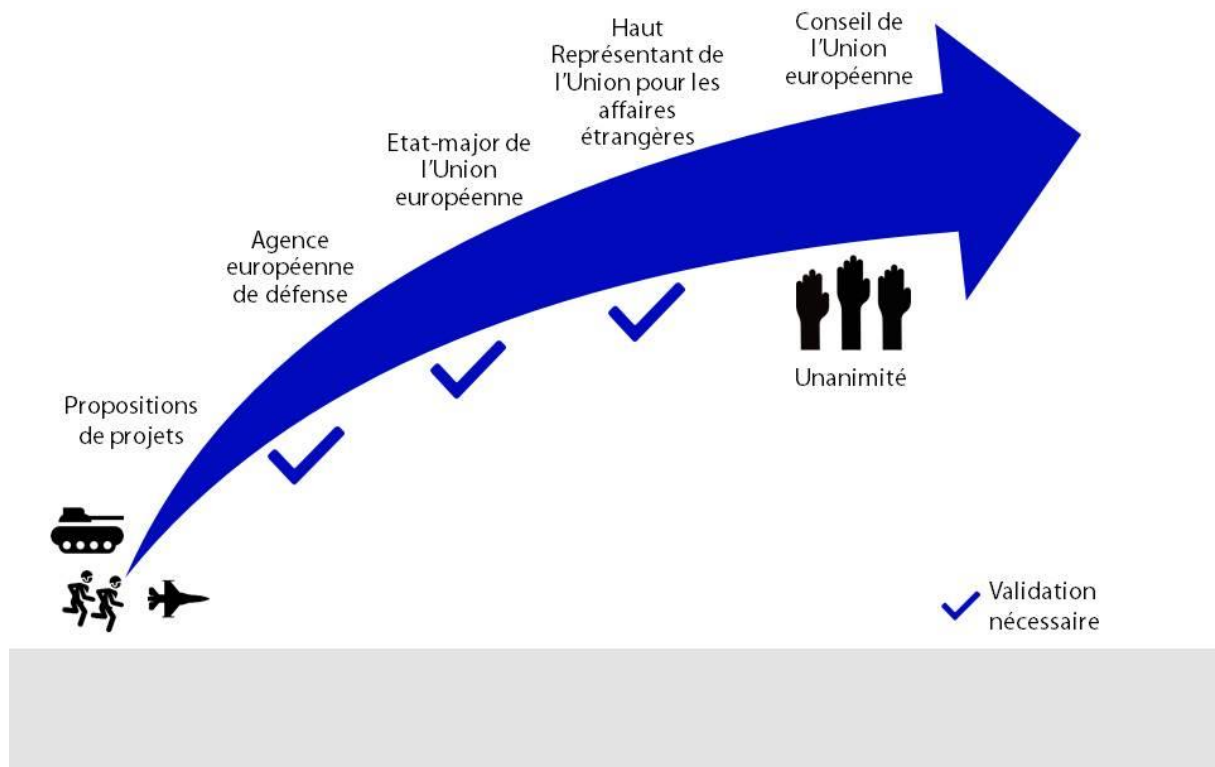 Propositions
de projets
Agence
européenne
de défense
Etat-major de
l'Union
européenne
Haut
Représentant de
l'Union pour les
affaires
étrangères
Conseil de
l'Union
européenne
Unanimité
Validation
nécessaire